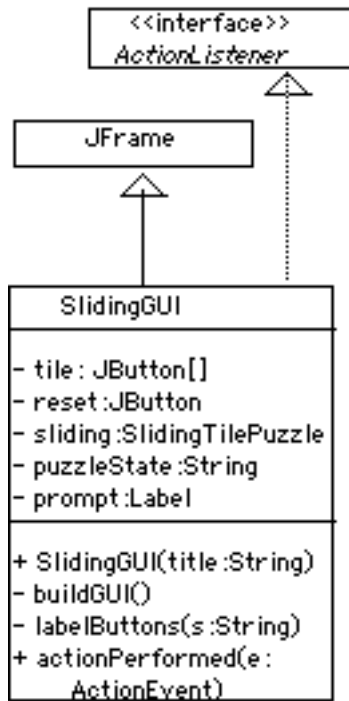 <<interface>>
ActionListener
JFrame
SlidingGUI
- tile: JButton[]
- reset:JButton
- sliding:SlidingTilePuzzle
- puzzleState:String
- prompt:Label
+ SlidingGUI(title:String)
- buildGUI()
- labelButtons(s:String)
+ actionPerformed(e:
ActionEvent)